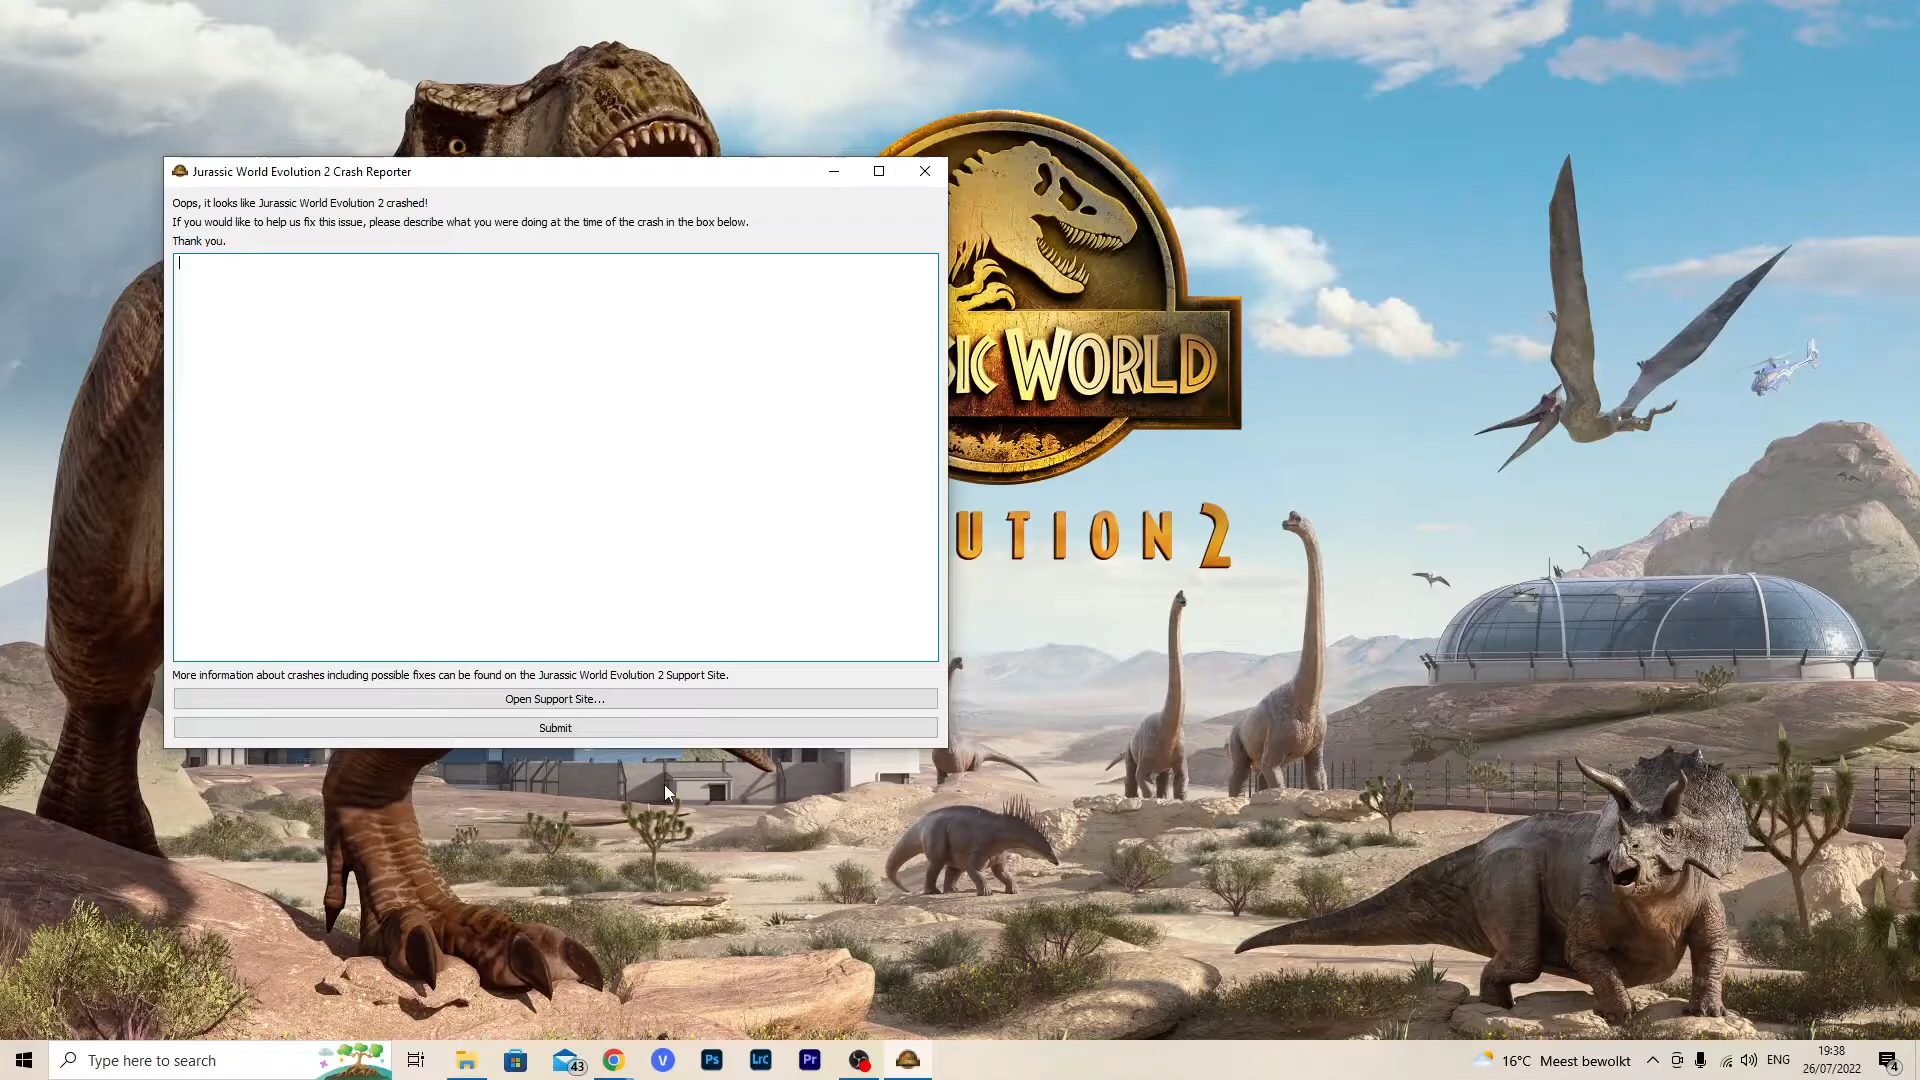 Jurassic World Evolution 2 Crash Reporter
Oops, it looks like Jurassic World Evolution 2 crashed!
If you would like to help us fix this issue, please describe what you were doing at the time of the crash in the box below.
Thank you.
SIC WORLD
UTION 2
More information about crashes including possible fixes can be found on the Jurassic World Evolution 2 Support Site.
Open Support Site...
Submit
Type here to search
43
V
Ps
Lrc
Pr
16°C Meest bewolkt
ENG
19:38
26/07/2022
4